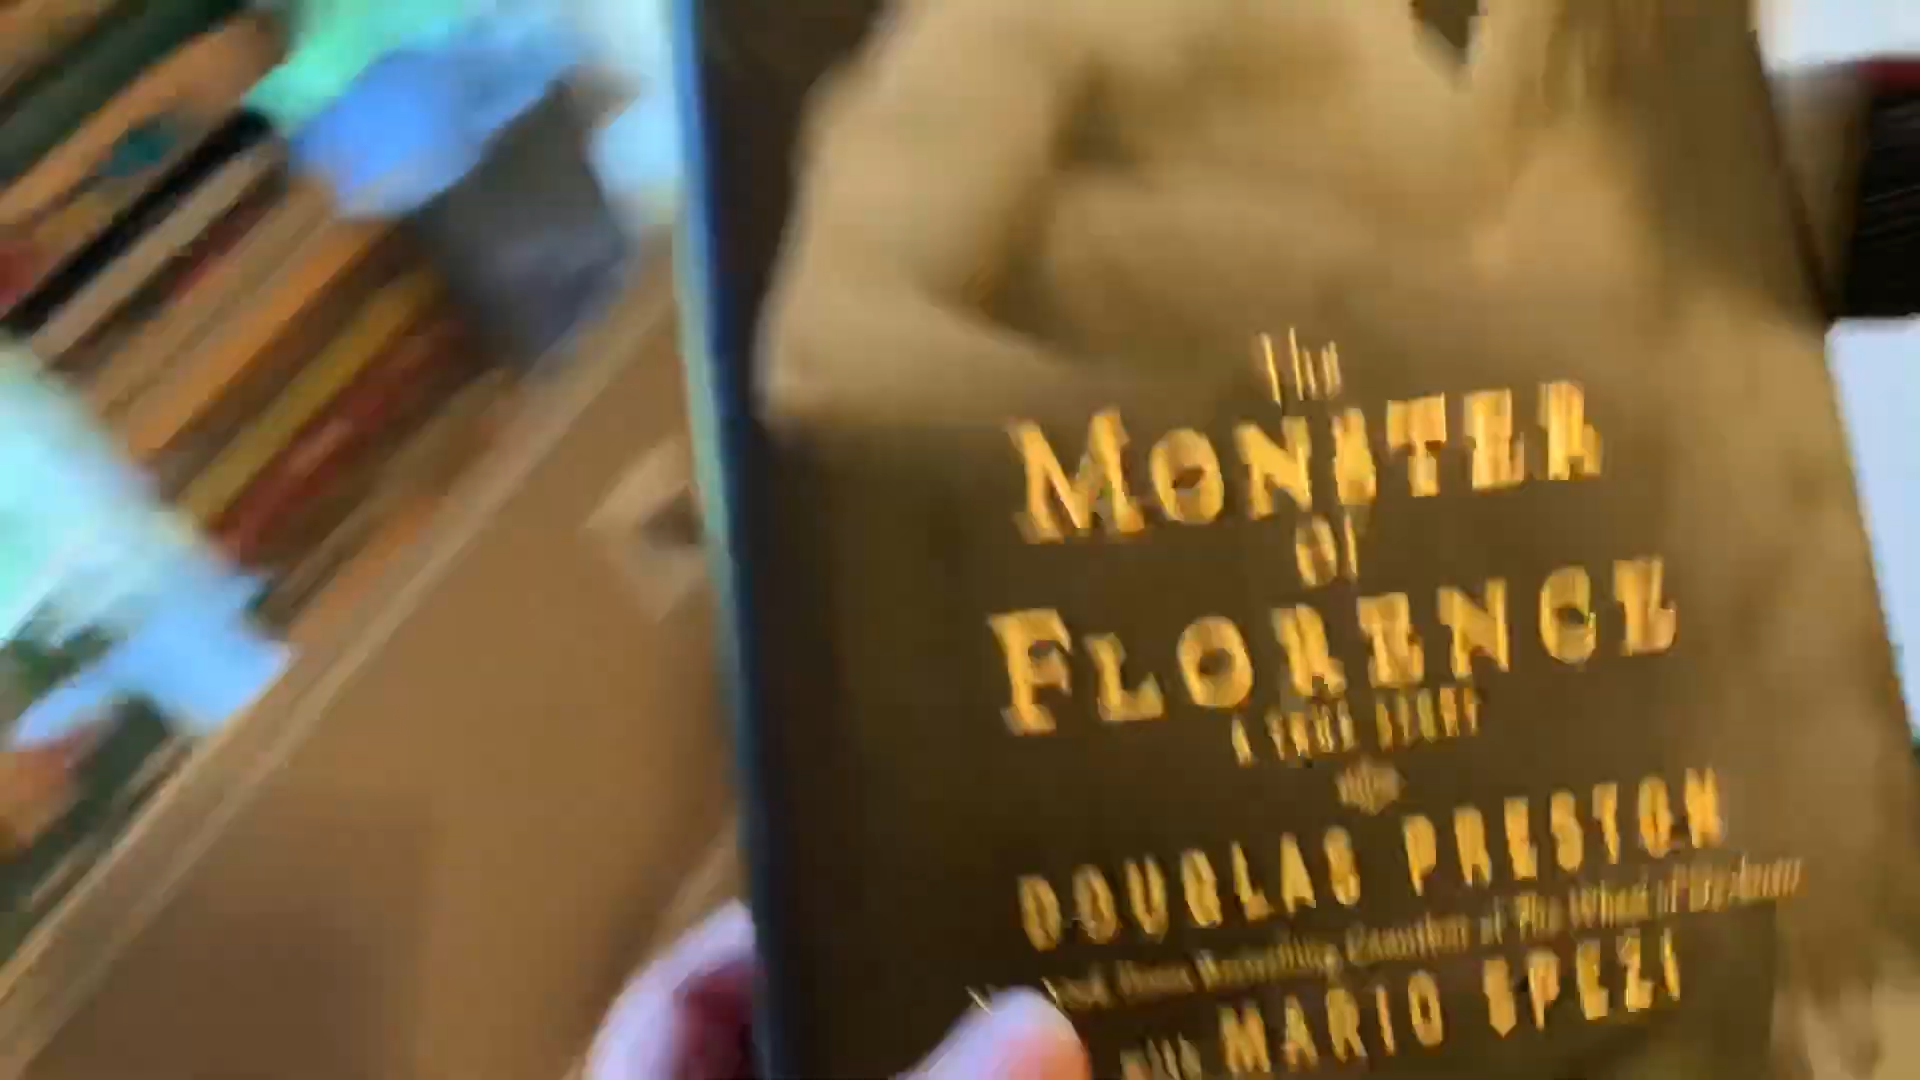 The
MONSTER
OF
FLORENCE
A TRUE STORY
DOUGLAS PRESTON
New York Times Bestselling Coauthor of The Wheel of Darkness
with MARIO SPEZI